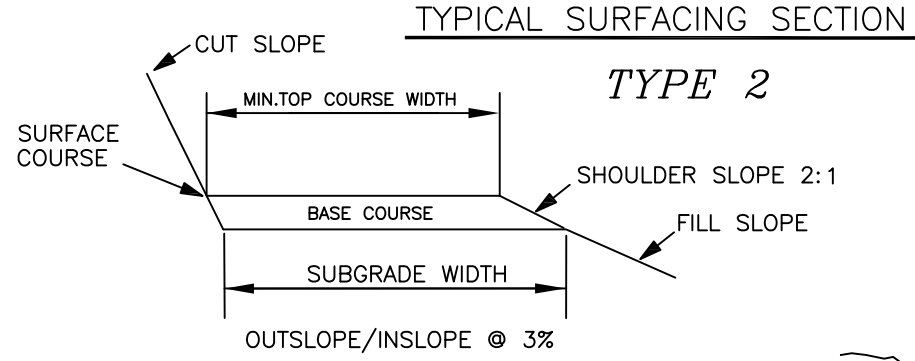 TYPICAL SURFACING SECTION
TYPE 2
CUT SLOPE
MIN.TOP COURSE WIDTH
SURFACE
COURSE
SHOULDER SLOPE 2:1
BASE COURSE
FILL SLOPE
SUBGRADE WIDTH
OUTSLOPE/INSLOPE @ 3%